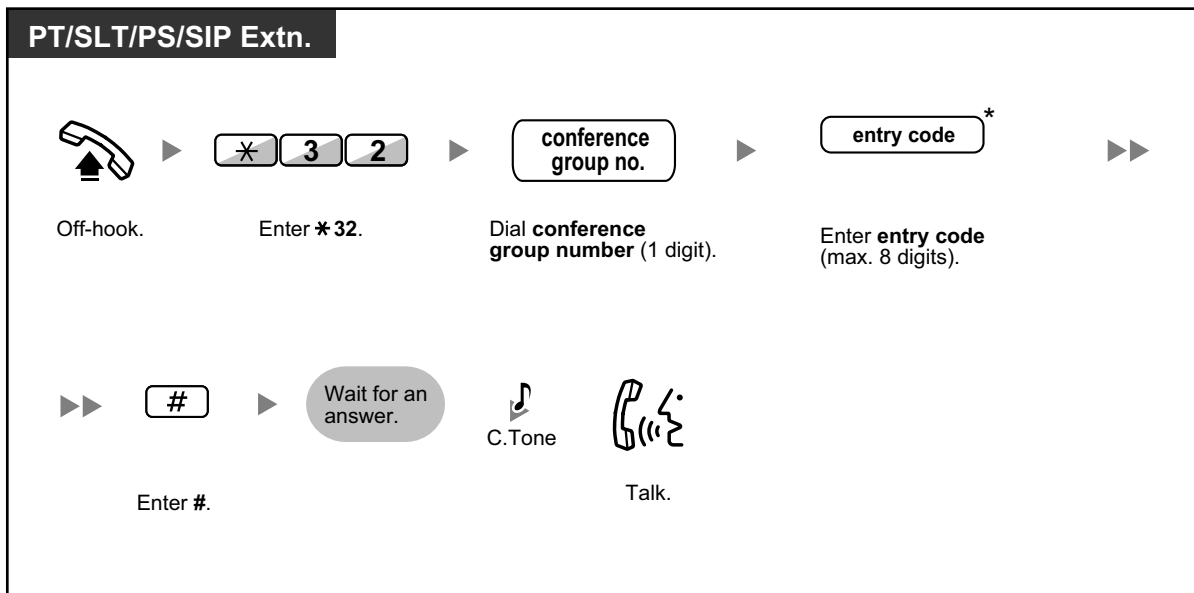 PT/SLT/PS/SIP Extn.
* 3 2
conference
group no.
entry code *
Off-hook.
Enter *32.
Dial conference
group number (1 digit).
Enter entry code
(max. 8 digits).
#
Wait for an
answer.
C.Tone
Enter #.
Talk.